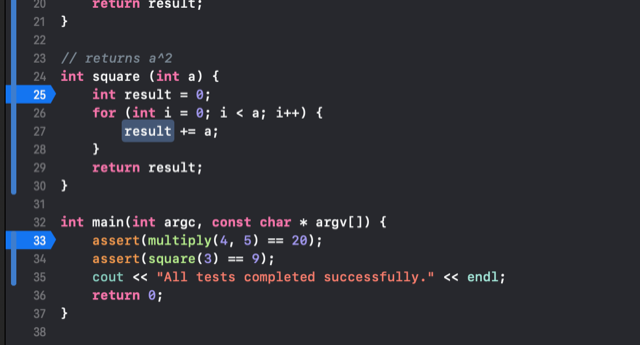 20 return result;
21 }
22
23 // returns a^2
24 int square (int a) {
25 int result = 0;
26 for (int i = 0; i < a; i++) {
27 result += a;
28 }
29 return result;
30 }
31
32 int main(int argc, const char * argv[]) {
33 assert(multiply(4, 5) == 20);
34 assert(square(3) == 9);
35 cout << "All tests completed successfully." << endl;
36 return 0;
37 }
38